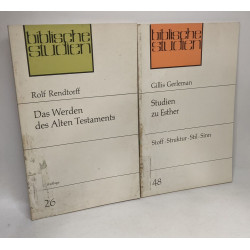 biblische
studien
Rolf Rendtorff
Das Werden
des Alten Testaments
26
biblische
studien
Gillis Gerleman
Studien
zu Esther
Stoff · Struktur · Stil · Sinn
48